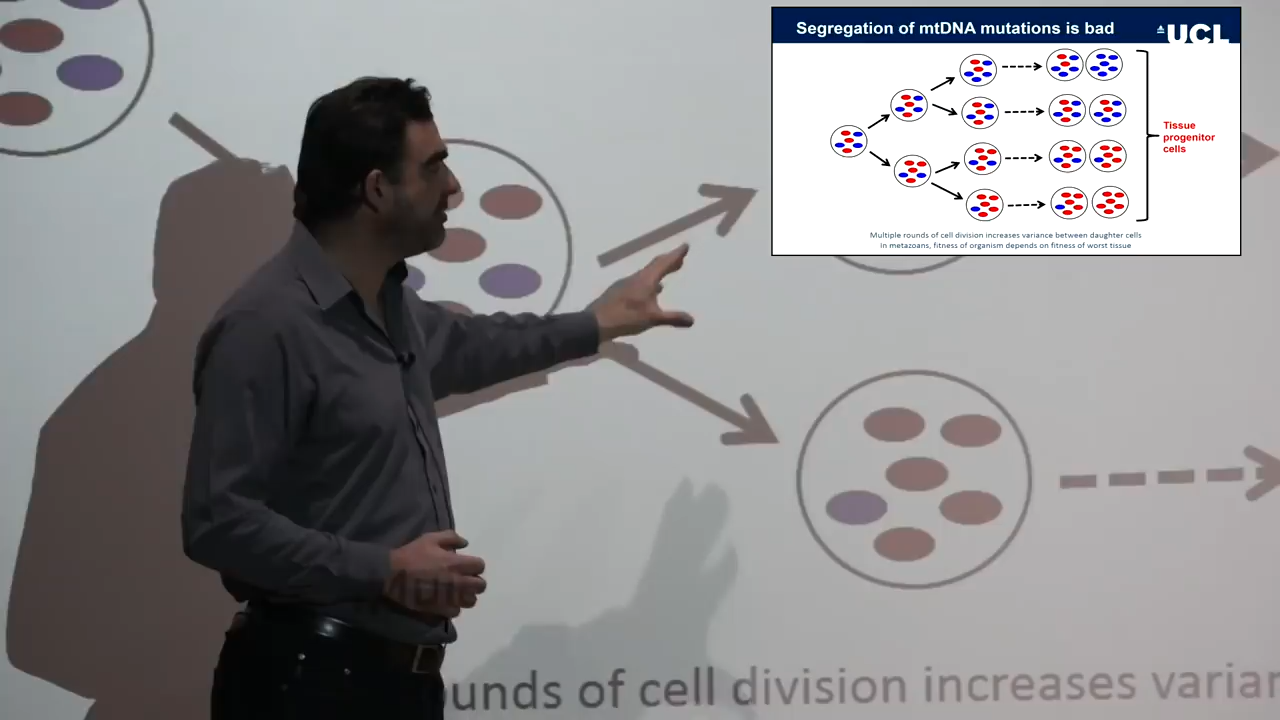 Segregation of mtDNA mutations is bad
UCL
Tissue
progenitor
cells
Multiple rounds of cell division increases variance between daughter cells
In metazoans, fitness of organism depends on fitness of worst tissue
ounds of cell division increases varian